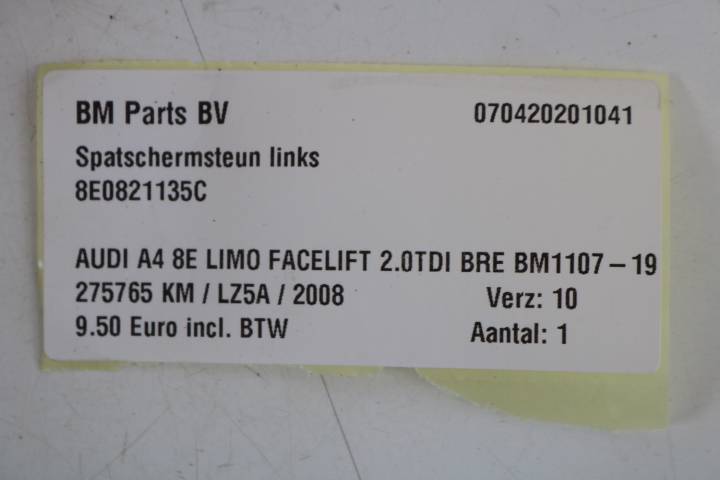 BM Parts BV 070420201041
Spatschermsteun links
8E0821135C
AUDI A4 8E LIMO FACELIFT 2.0TDI BRE BM1107-19
275765 KM / LZ5A / 2008 Verz: 10
9.50 Euro incl. BTW Aantal: 1